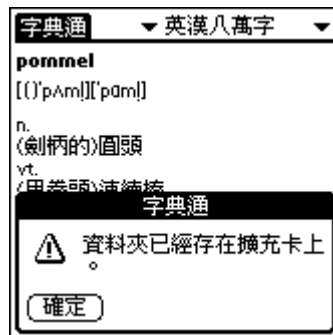 字典通 英漢八萬字
pommel
[()'pʌml][ˈpɑml]
n.
(劍柄的)圓頭
vt.
字典通
資料夾已經存在擴充卡上
。
確定